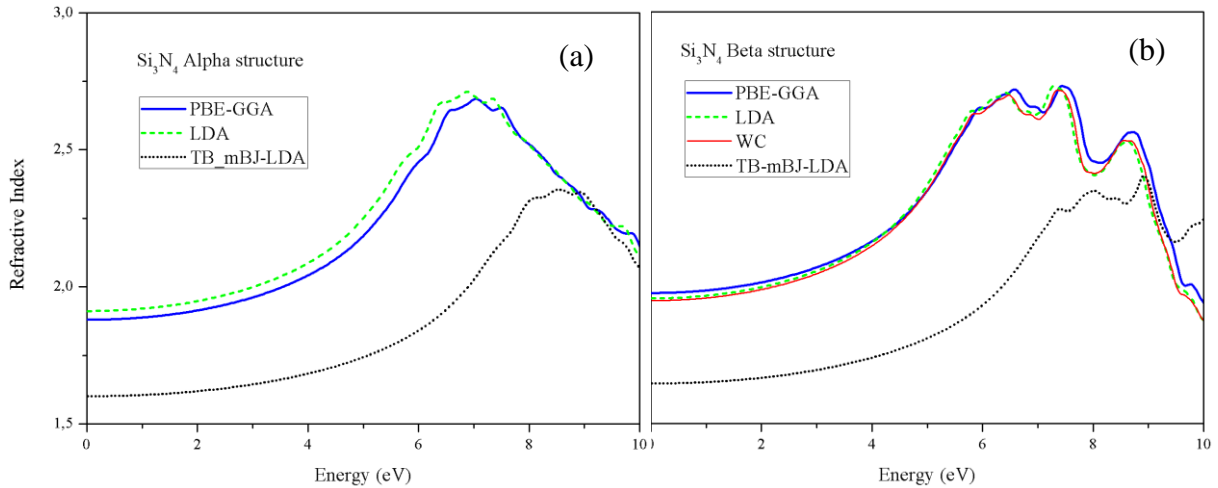 3,0
2,5
2,0
1,5
Refractive Index
Si3N4 Alpha structure
(a)
PBE-GGA
LDA
TB_mBJ-LDA
0 2 4 6 8 10
Energy (eV)
Si3N4 Beta structure
(b)
PBE-GGA
LDA
WC
TB-mBJ-LDA
2 4 6 8 10
Energy (eV)